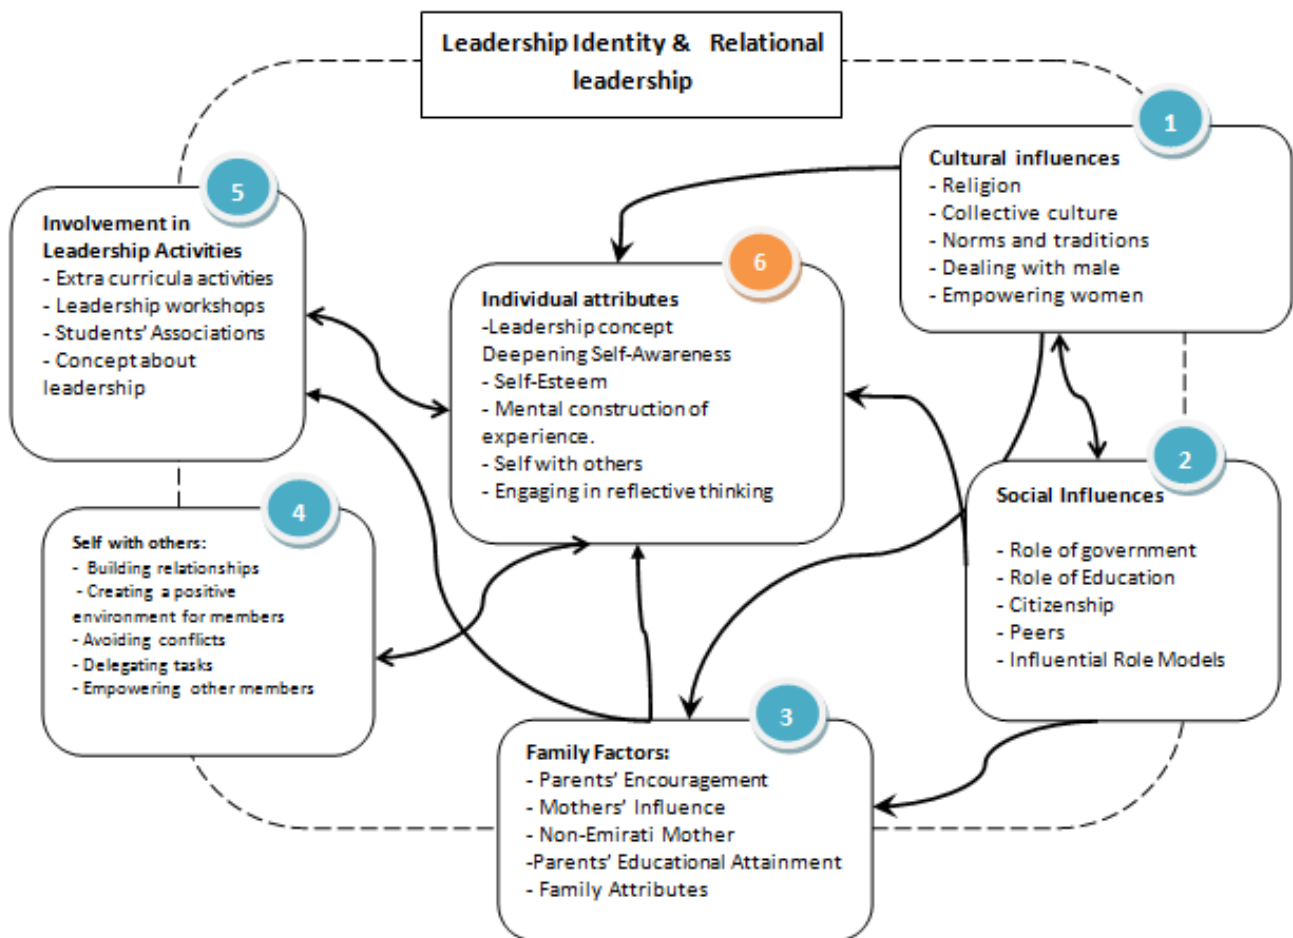 Leadership Identity & Relational
leadership
1
Cultural influences
- Religion
- Collective culture
- Norms and traditions
- Dealing with male
- Empowering women
2
Social Influences
- Role of government
- Role of Education
- Citizenship
- Peers
- Influential Role Models
3
Family Factors:
- Parents' Encouragement
- Mothers' Influence
- Non-Emirati Mother
-Parents' Educational Attainment
- Family Attributes
4
Self with others:
- Building relationships
- Creating a positive
environment for members
- Avoiding conflicts
- Delegating tasks
- Empowering other members
5
Involvement in
Leadership Activities
- Extra curricula activities
- Leadership workshops
- Students' Associations
- Concept about
leadership
6
Individual attributes
-Leadership concept
Deepening Self-Awareness
- Self-Esteem
- Mental construction of
experience.
- Self with others
- Engaging in reflective thinking